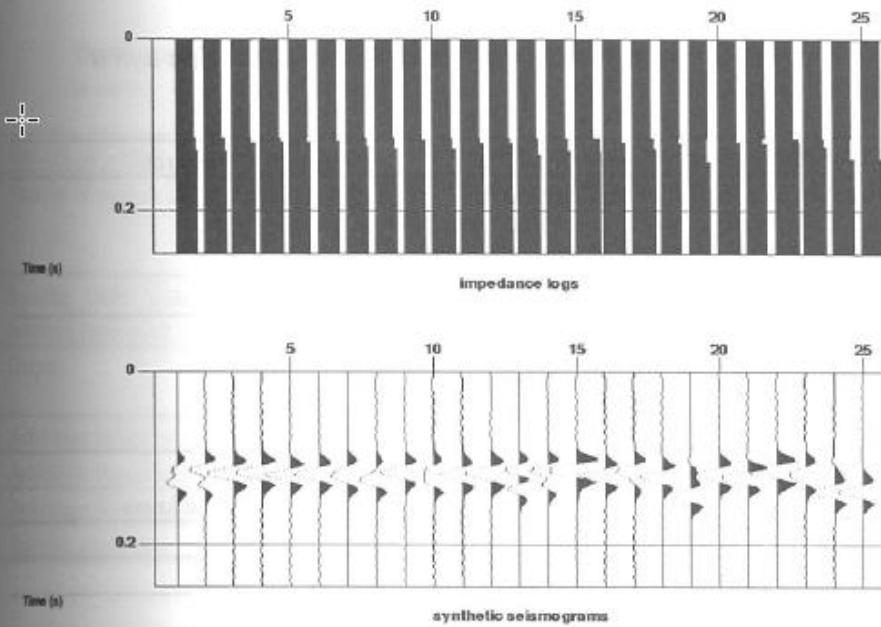 5 10 15 20 25
0
0.2
Time (s)
impedance logs
5 10 15 20 25
0
0.2
Time (s)
synthetic seismograms